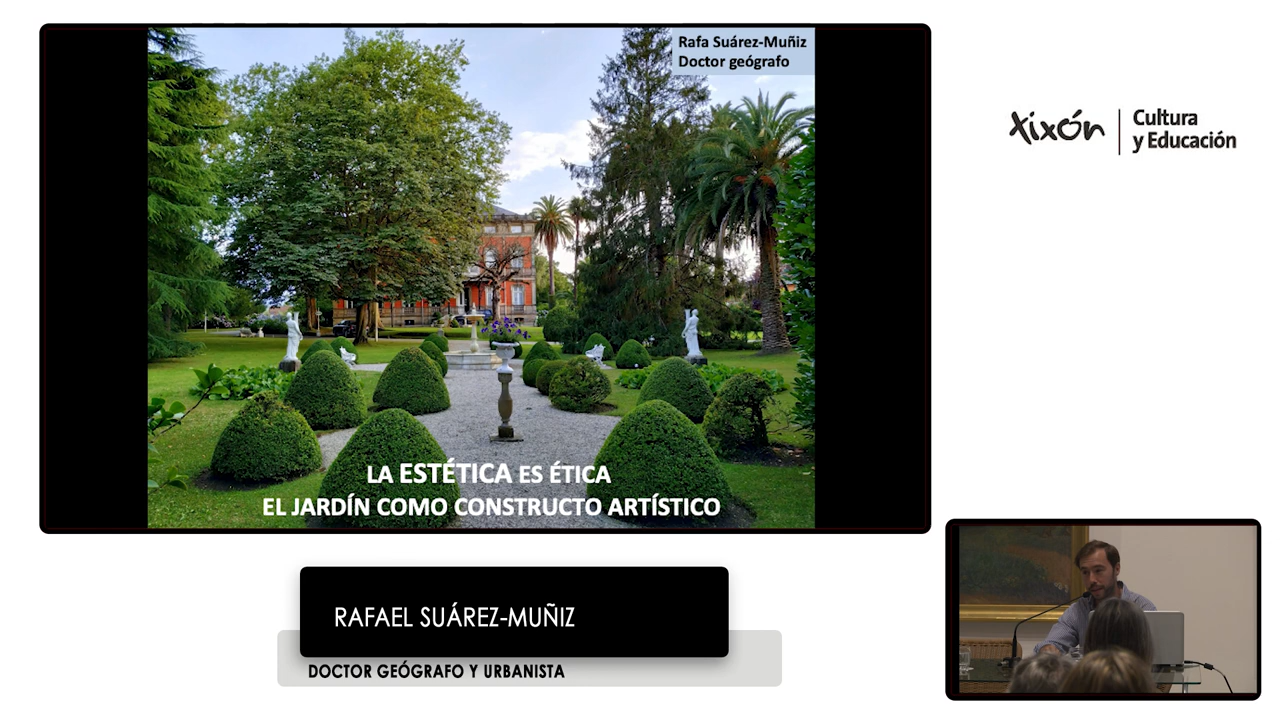 Rafa Suárez-Muñiz
Doctor geógrafo
xixón
Cultura
y Educación
LA ESTÉTICA ES ÉTICA
EL JARDÍN COMO CONSTRUCTO ARTÍSTICO
RAFAEL SUÁREZ-MUÑIZ
DOCTOR GEÓGRAFO Y URBANISTA